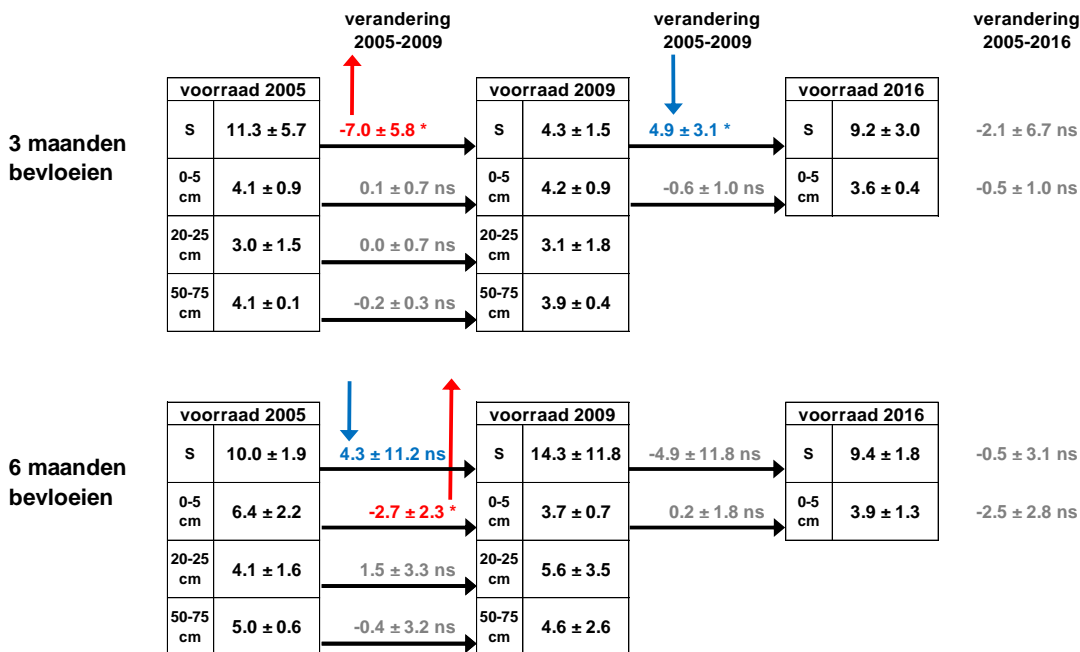 verandering 2005-2009
verandering 2005-2009
verandering 2005-2016
3 maanden bevloeien
voorraad 2005
voorraad 2009
voorraad 2016
S 11.3 ± 5.7 -7.0 ± 5.8 * S 4.3 ± 1.5 4.9 ± 3.1 * S 9.2 ± 3.0 -2.1 ± 6.7 ns
0-5 cm 4.1 ± 0.9 0.1 ± 0.7 ns 0-5 cm 4.2 ± 0.9 -0.6 ± 1.0 ns 0-5 cm 3.6 ± 0.4 -0.5 ± 1.0 ns
20-25 cm 3.0 ± 1.5 0.0 ± 0.7 ns 20-25 cm 3.1 ± 1.8
50-75 cm 4.1 ± 0.1 -0.2 ± 0.3 ns 50-75 cm 3.9 ± 0.4
6 maanden bevloeien
voorraad 2005
voorraad 2009
voorraad 2016
S 10.0 ± 1.9 4.3 ± 11.2 ns S 14.3 ± 11.8 -4.9 ± 11.8 ns S 9.4 ± 1.8 -0.5 ± 3.1 ns
0-5 cm 6.4 ± 2.2 -2.7 ± 2.3 * 0-5 cm 3.7 ± 0.7 0.2 ± 1.8 ns 0-5 cm 3.9 ± 1.3 -2.5 ± 2.8 ns
20-25 cm 4.1 ± 1.6 1.5 ± 3.3 ns 20-25 cm 5.6 ± 3.5
50-75 cm 5.0 ± 0.6 -0.4 ± 3.2 ns 50-75 cm 4.6 ± 2.6